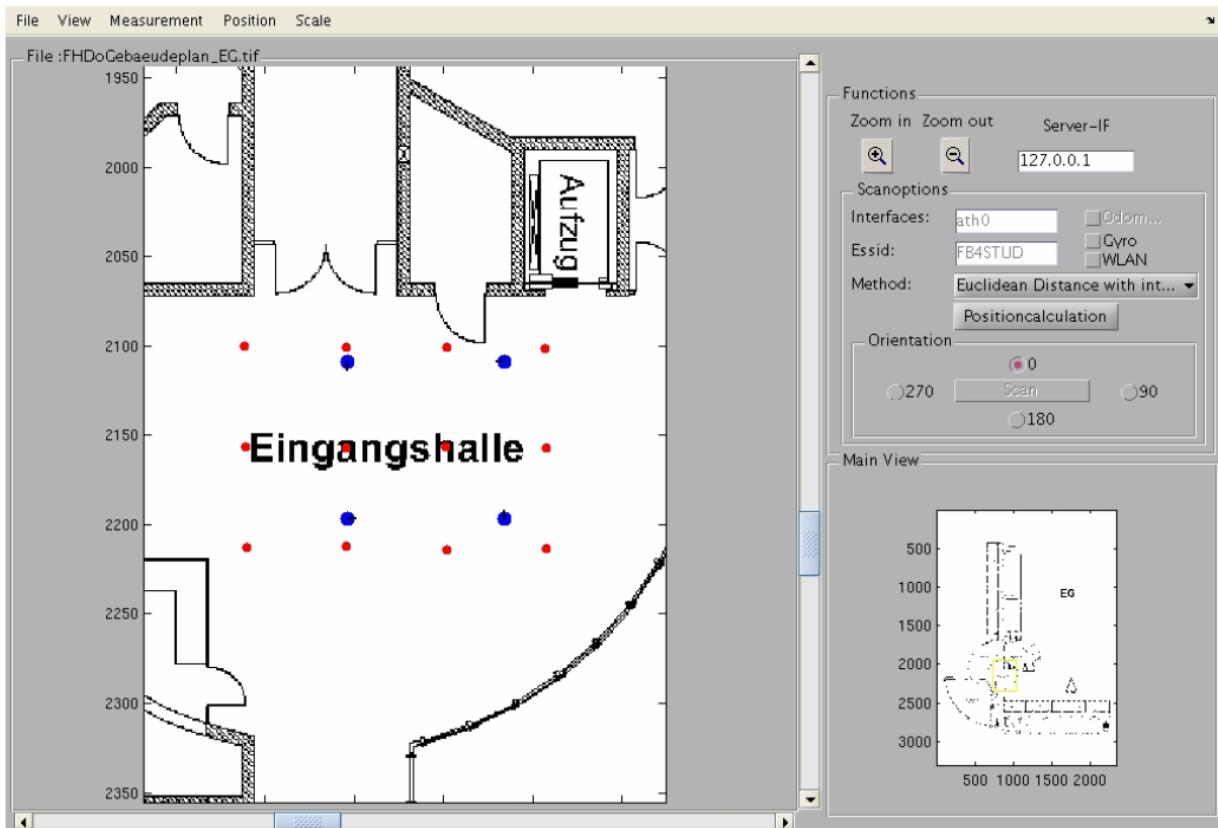 File View Measurement Position Scale
File :FHDoGebaeudeplan_EG.tif
1950
2000
2050
2100
2150
2200
2250
2300
2350
Aufzug
Eingangshalle
Functions
Zoom in Zoom out Server-IF
127.0.0.1
Scanoptions
Interfaces: ath0 Odom...
Gyro
Essid: FB4STUD WLAN
Method: Euclidean Distance with int...
Positioncalculation
Orientation
0
270 Scan 90
180
Main View
500
1000
1500
2000
2500
3000
EG
500 1000 1500 2000